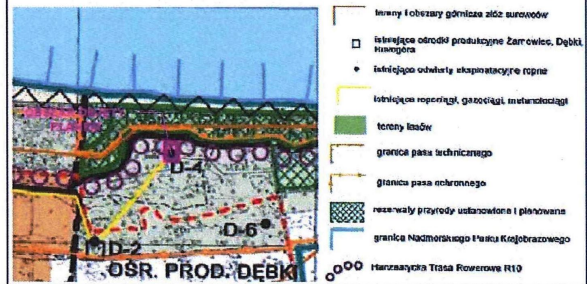 D-4
D-6
D-2
OŚR. PROD. DĘBKI
tereny i obszary górnicze złóż surowców
istniejące ośrodki produkcyjne Żarnowiec, Dębki,
istniejące odwierty eksploatacyjne ropne
istniejące ropociągi, gazociągi, metanolociągi
tereny lasów
granica pasa technicznego
granica pasa ochronnego
rezerwaty przyrody ustanowione i planowane
granica Nadmorskiego Parku Krajobrazowego
Hanzeatycka Trasa Rowerowa R10